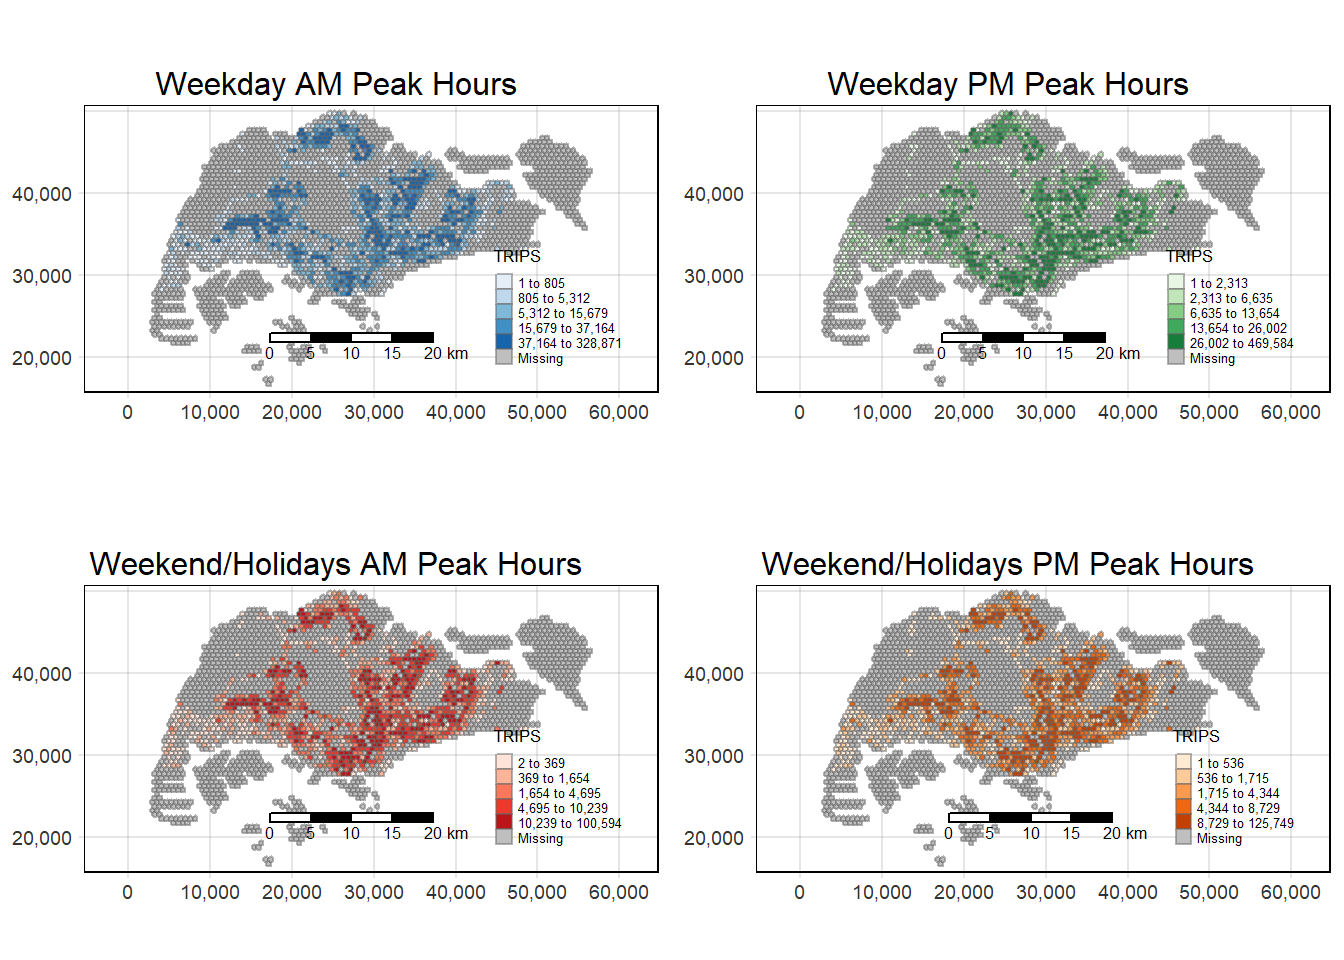 Weekday AM Peak Hours
40,000
30,000
20,000
0 10,000 20,000 30,000 40,000 50,000 60,000
TRIPS
1 to 805
805 to 5,312
5,312 to 15,679
15,679 to 37,164
37,164 to 328,871
Missing
0 5 10 15 20 km
Weekday PM Peak Hours
40,000
30,000
20,000
0 10,000 20,000 30,000 40,000 50,000 60,000
TRIPS
1 to 2,313
2,313 to 6,635
6,635 to 13,654
13,654 to 26,002
26,002 to 469,584
Missing
0 5 10 15 20 km
Weekend/Holidays AM Peak Hours
40,000
30,000
20,000
0 10,000 20,000 30,000 40,000 50,000 60,000
TRIPS
2 to 369
369 to 1,654
1,654 to 4,695
4,695 to 10,239
10,239 to 100,594
Missing
0 5 10 15 20 km
Weekend/Holidays PM Peak Hours
40,000
30,000
20,000
0 10,000 20,000 30,000 40,000 50,000 60,000
TRIPS
1 to 536
536 to 1,715
1,715 to 4,344
4,344 to 8,729
8,729 to 125,749
Missing
0 5 10 15 20 km